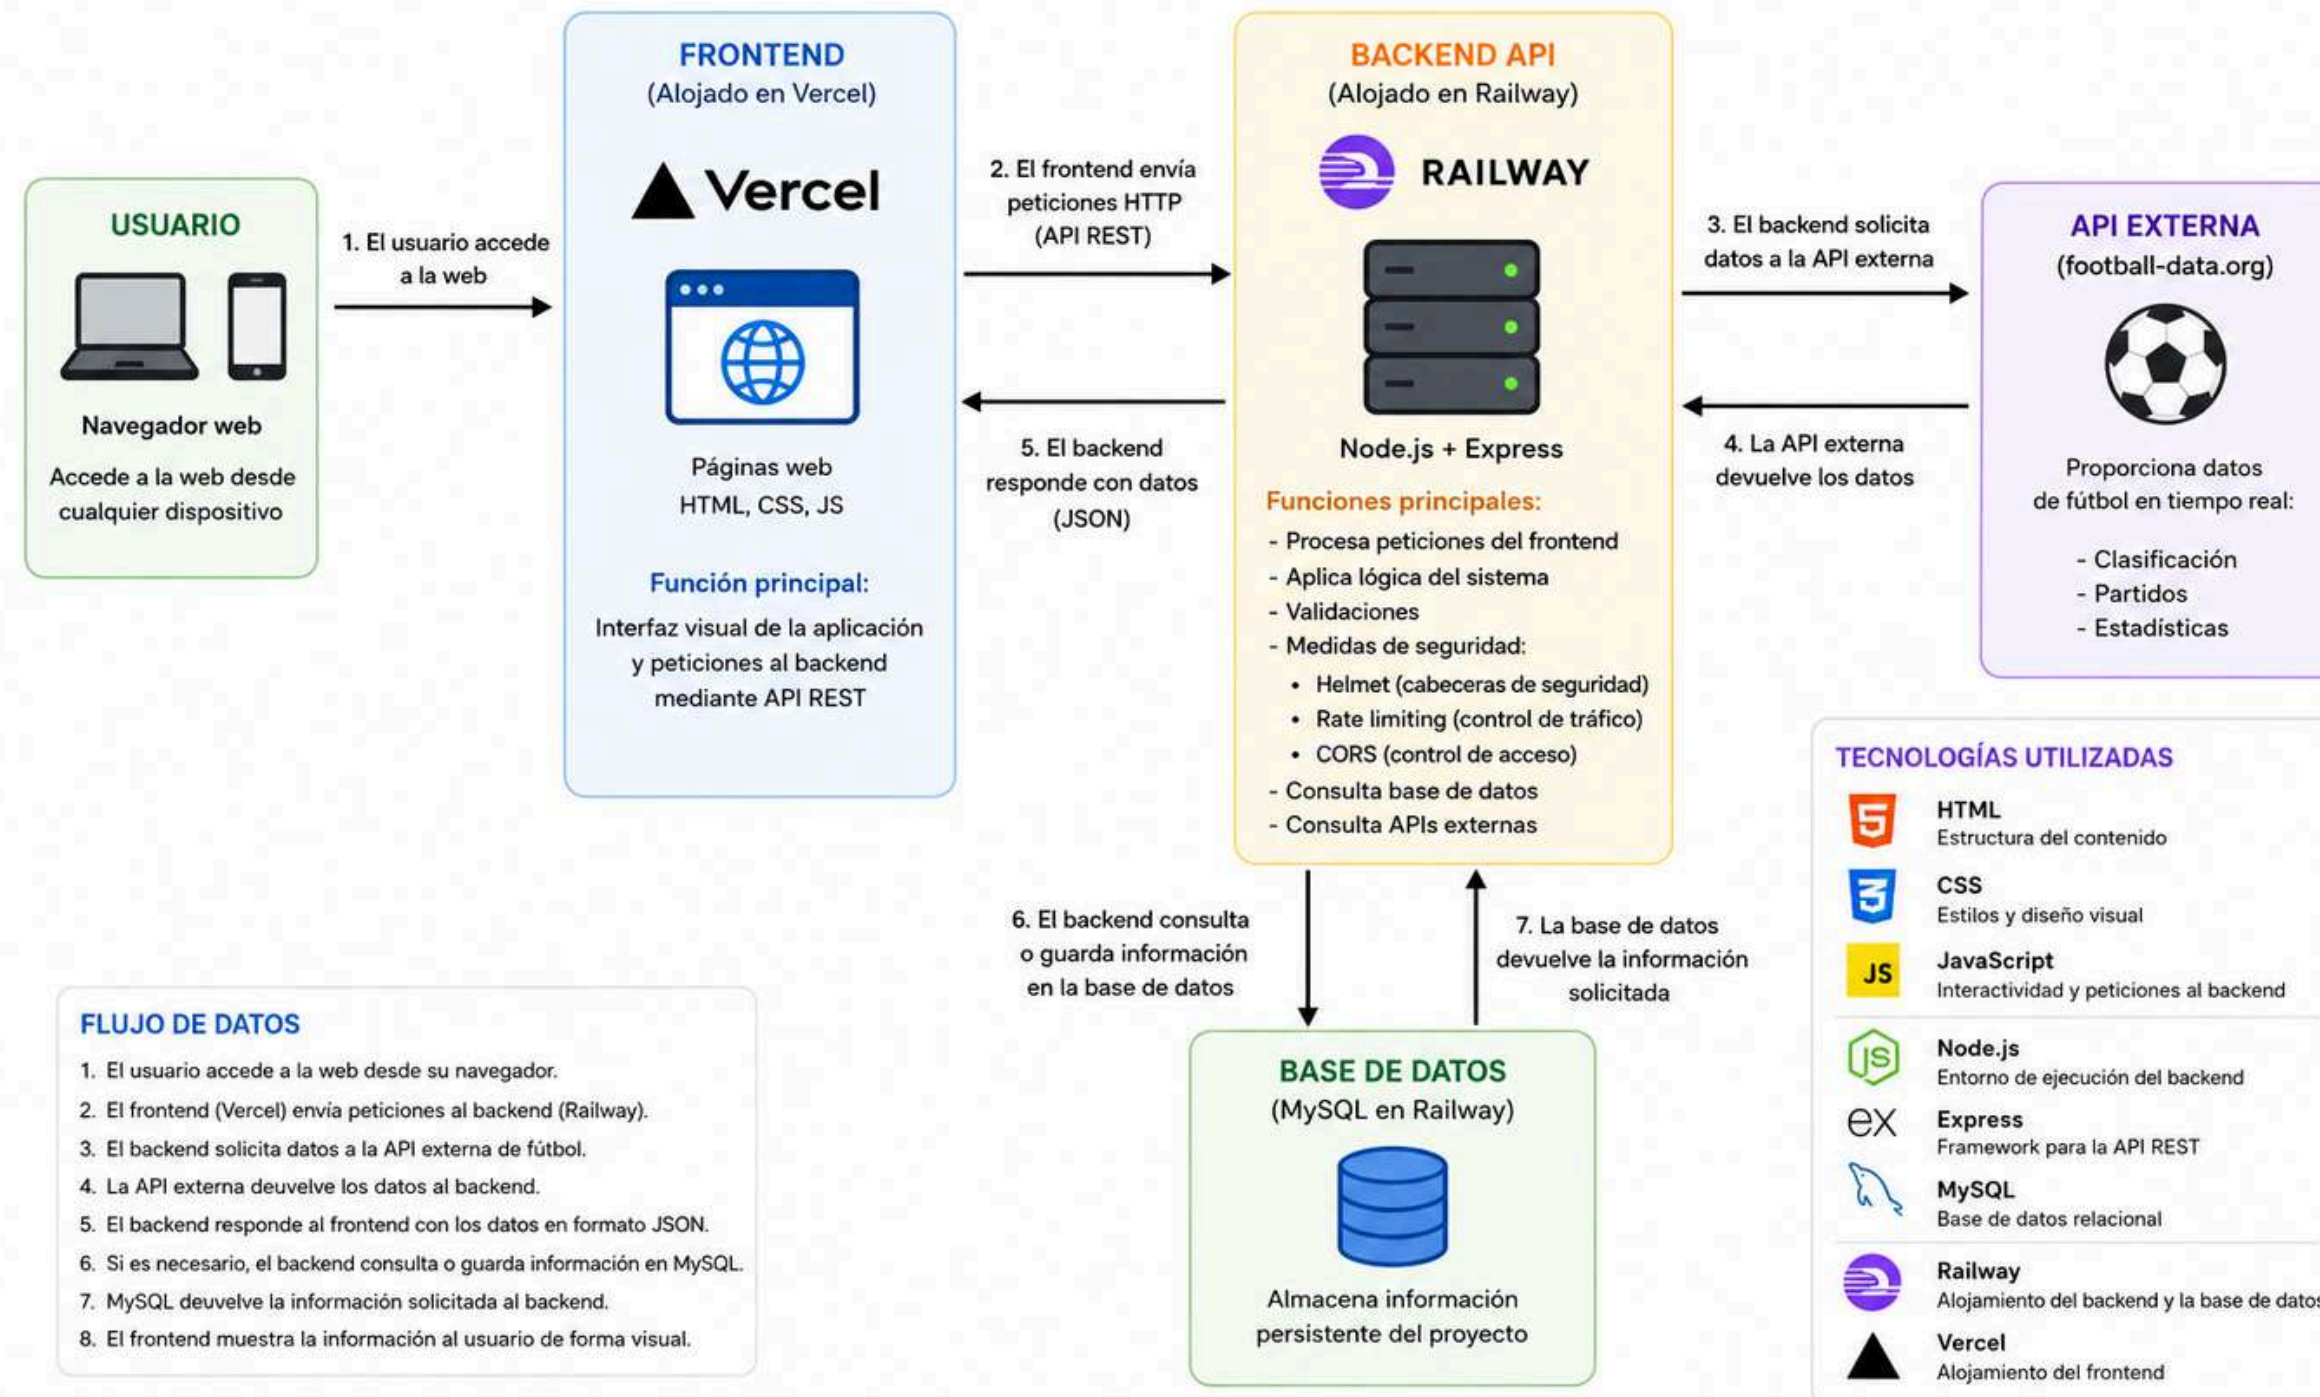 USUARIO
Navegador web
Accede a la web desde
cualquier dispositivo
1. El usuario accede
a la web
FRONTEND
(Alojado en Vercel)
Vercel
Páginas web
HTML, CSS, JS
Función principal:
Interfaz visual de la aplicación
y peticiones al backend
mediante API REST
2. El frontend envía
peticiones HTTP
(API REST)
5. El backend
responde con datos
(JSON)
BACKEND API
(Alojado en Railway)
RAILWAY
Node.js + Express
Funciones principales:
- Procesa peticiones del frontend
- Aplica lógica del sistema
- Validaciones
- Medidas de seguridad:
• Helmet (cabeceras de seguridad)
• Rate limiting (control de tráfico)
• CORS (control de acceso)
- Consulta base de datos
- Consulta APIs externas
3. El backend solicita
datos a la API externa
4. La API externa
devuelve los datos
API EXTERNA
(football-data.org)
Proporciona datos
de fútbol en tiempo real:
- Clasificación
- Partidos
- Estadísticas
6. El backend consulta
o guarda información
en la base de datos
7. La base de datos
devuelve la información
solicitada
BASE DE DATOS
(MySQL en Railway)
Almacena información
persistente del proyecto
FLUJO DE DATOS
1. El usuario accede a la web desde su navegador.
2. El frontend (Vercel) envía peticiones al backend (Railway).
3. El backend solicita datos a la API externa de fútbol.
4. La API externa deuvelve los datos al backend.
5. El backend responde al frontend con los datos en formato JSON.
6. Si es necesario, el backend consulta o guarda información en MySQL.
7. MySQL deuvelve la información solicitada al backend.
8. El frontend muestra la información al usuario de forma visual.
TECNOLOGÍAS UTILIZADAS
5
HTML
Estructura del contenido
3
CSS
Estilos y diseño visual
JS
JavaScript
Interactividad y peticiones al backend
JS
Node.js
Entorno de ejecución del backend
ex
Express
Framework para la API REST
MySQL
Base de datos relacional
Railway
Alojamiento del backend y la base de datos
Vercel
Alojamiento del frontend